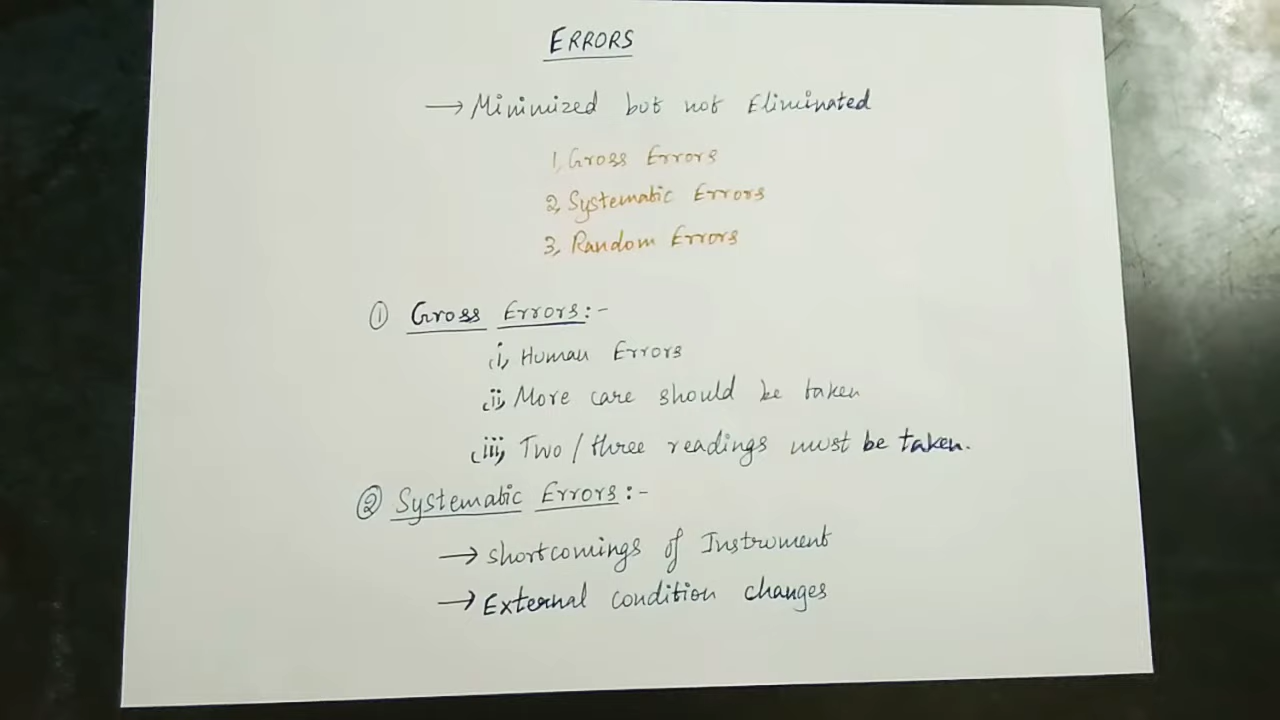 ERRORS
→ Minimized but not Eliminated
1, Gross Errors
2, Systematic Errors
3, Random Errors
① Gross Errors:-
(i) Human Errors
(ii) More care should be taken
(iii) Two / three readings must be taken.
② Systematic Errors:-
→ shortcomings of Instrument
→ External condition changes